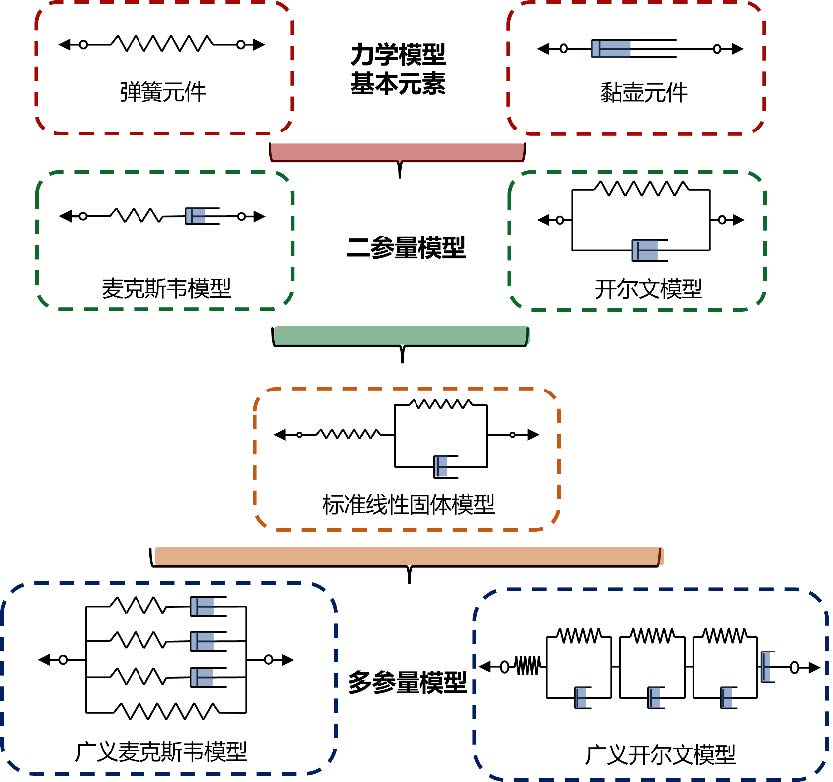 力学模型
基本元素
弹簧元件
黏壶元件
二参量模型
麦克斯韦模型
开尔文模型
标准线性固体模型
多参量模型
广义麦克斯韦模型
广义开尔文模型